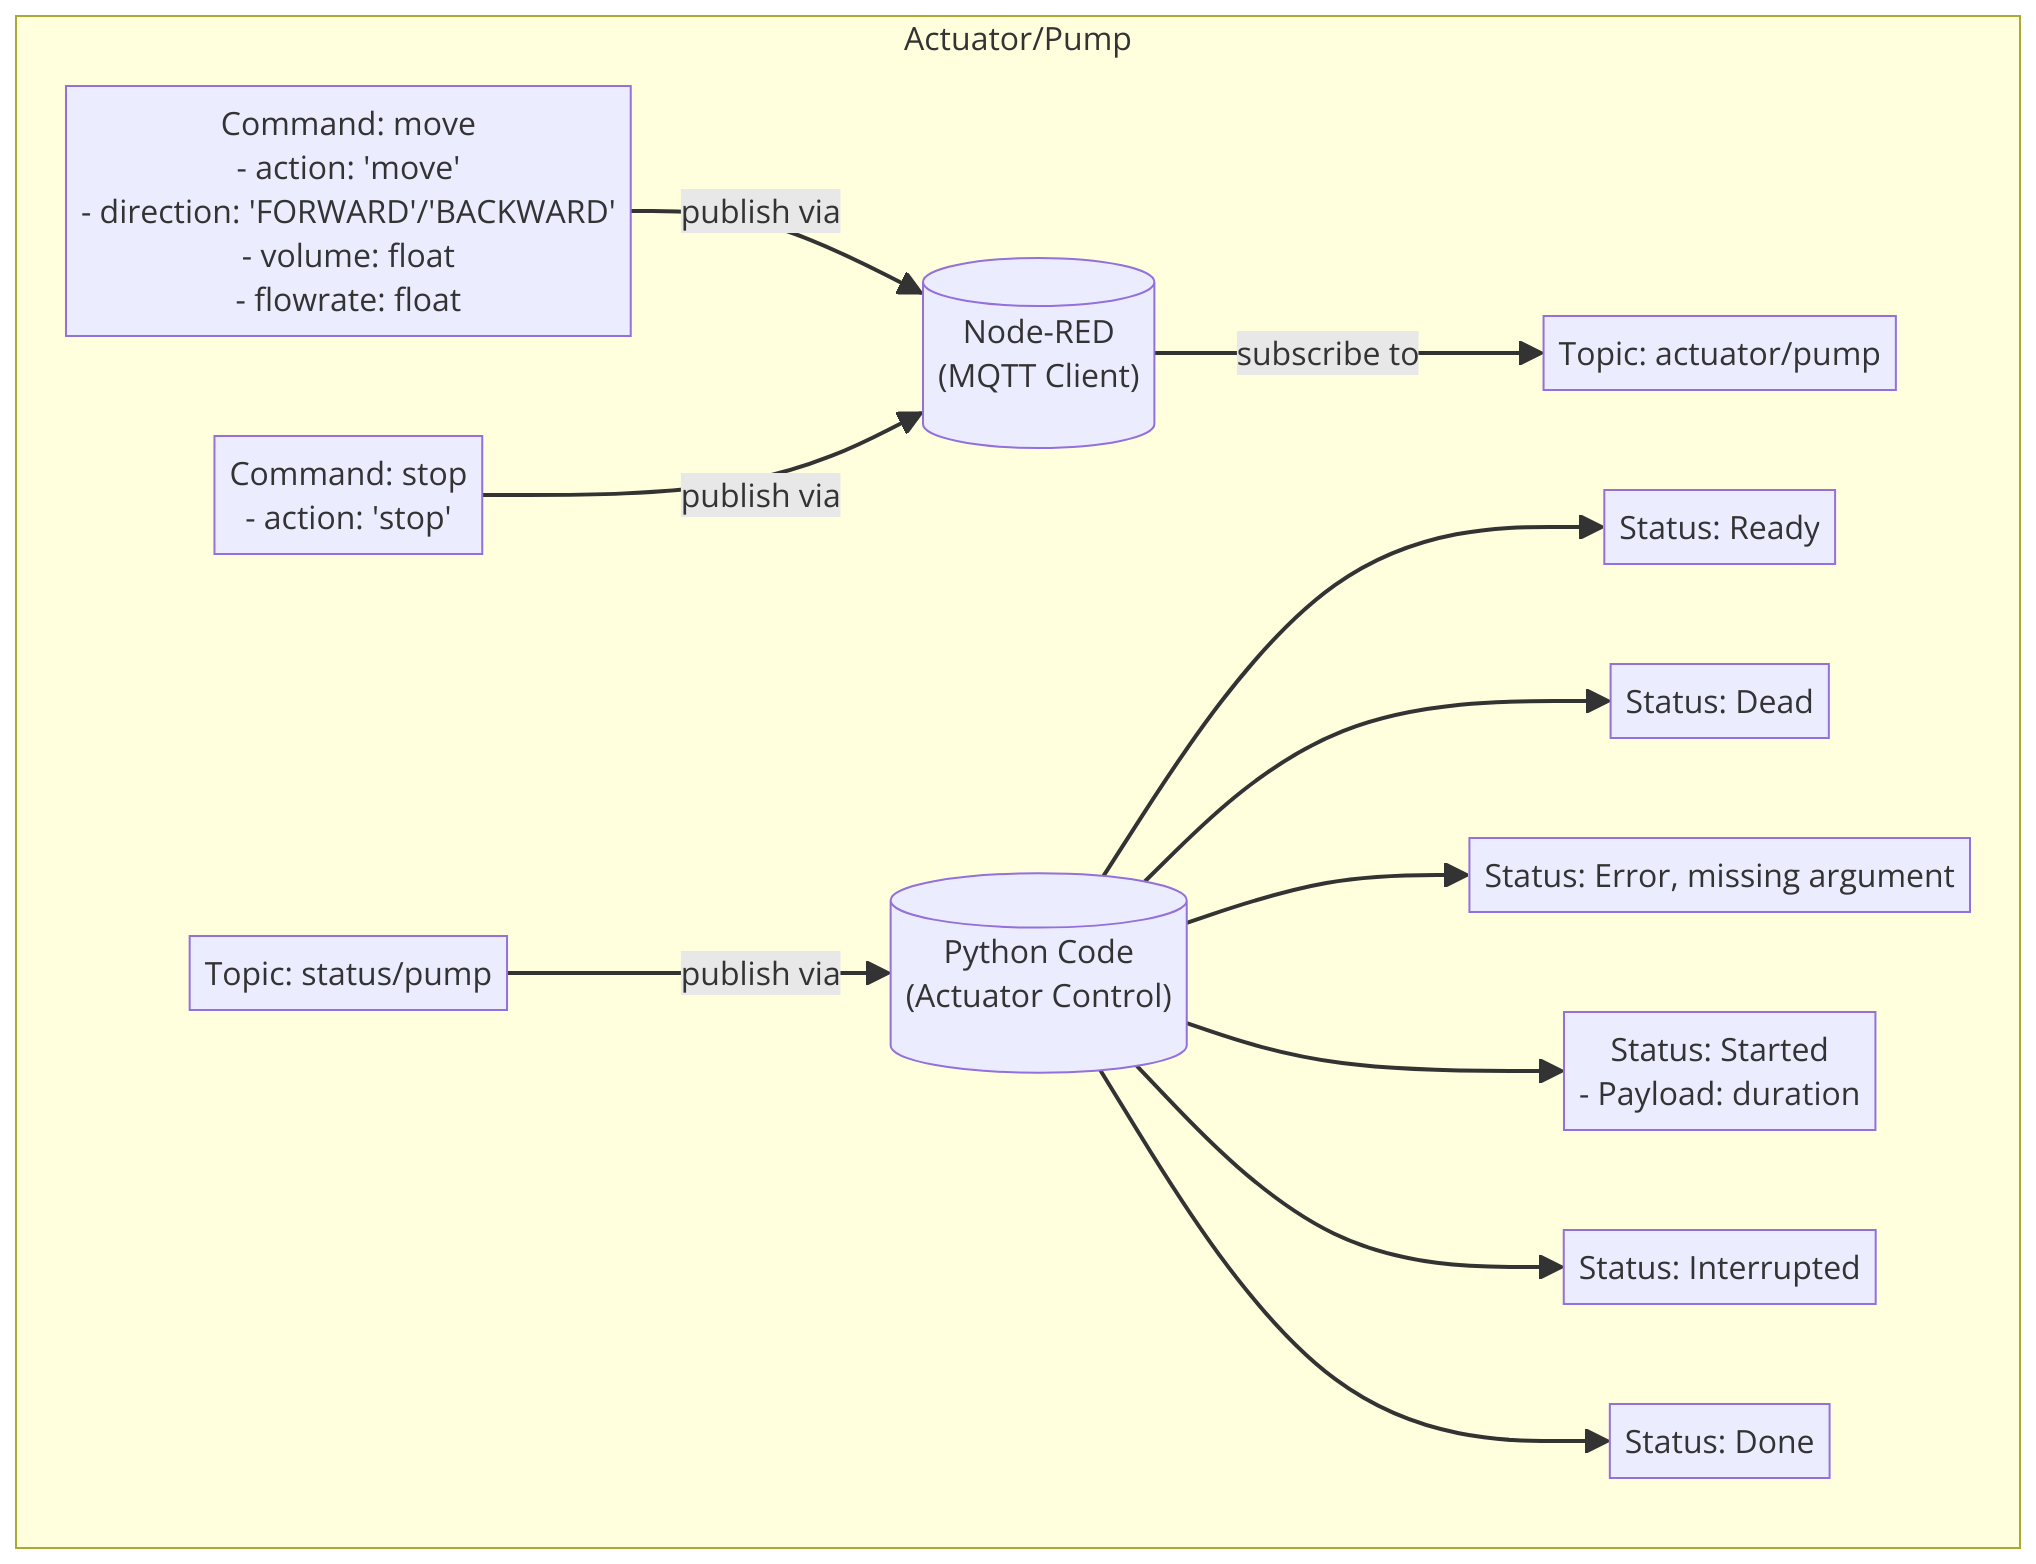 Actuator/Pump
Command: move
- action: 'move'
- direction: 'FORWARD'/'BACKWARD'
- volume: float
- flowrate: float
publish via
Node-RED
(MQTT Client)
subscribe to
Topic: actuator/pump
Command: stop
- action: 'stop'
publish via
Status: Ready
Status: Dead
Status: Error, missing argument
Topic: status/pump
publish via
Python Code
(Actuator Control)
Status: Started
- Payload: duration
Status: Interrupted
Status: Done